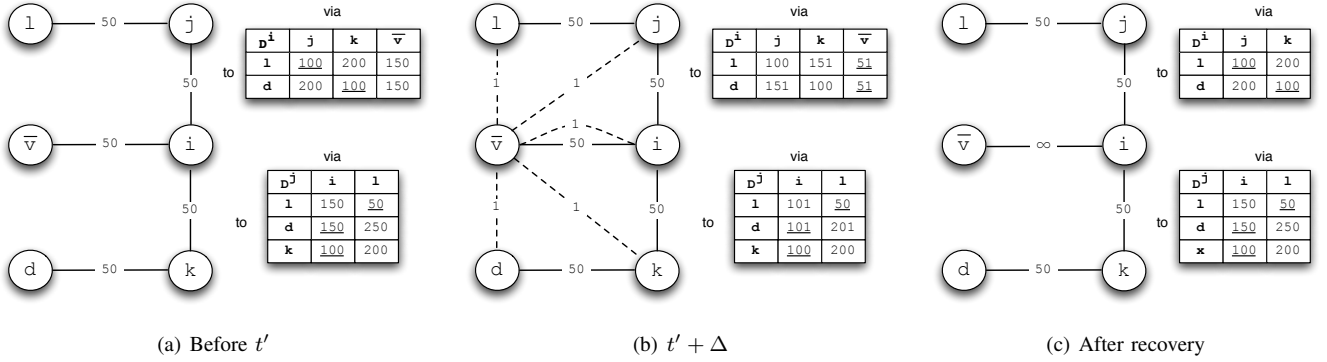 l 50 j
via
D^i j k v̅
to l 100 200 150
d 200 100 150
50
v̅ 50 i
via
D^j i l
50 to l 150 50
d 150 250
k 100 200
d 50 k
(a) Before t′
l 50 j
via
D^i j k v̅
to l 100 151 51
d 151 100 51
1 1 50
1
v̅ 50 i
via
D^j i l
1 1 50 to l 101 50
d 101 201
k 100 200
d 50 k
(b) t′ + Δ
l 50 j
via
D^i j k
to l 100 200
d 200 100
50
v̅ ∞ i
via
D^j i l
50 to l 150 50
d 150 250
x 100 200
d 50 k
(c) After recovery